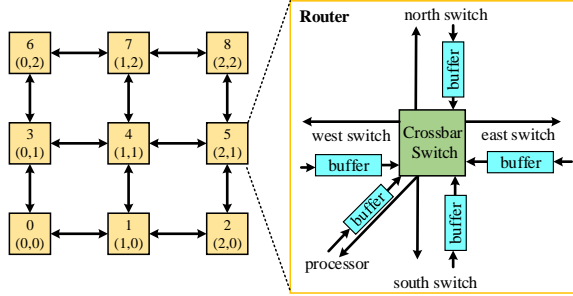 6
(0,2)
7
(1,2)
8
(2,2)
3
(0,1)
4
(1,1)
5
(2,1)
0
(0,0)
1
(1,0)
2
(2,0)
Router
north switch
buffer
west switch
Crossbar
Switch
east switch
buffer
buffer
buffer
buffer
processor
south switch